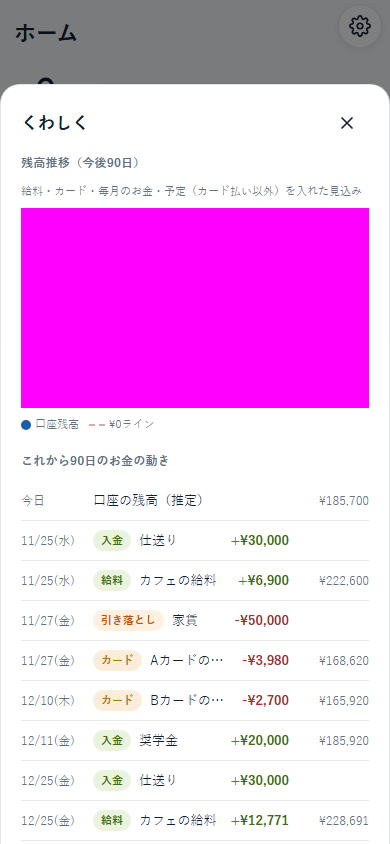 ホーム
くわしく
残高推移（今後90日）
給料・カード・毎月のお金・予定（カード払い以外）を入れた見込み
口座残高 ¥0ライン
これから90日のお金の動き
今日 口座の残高（推定） ¥185,700
11/25(水) 入金 仕送り +¥30,000
11/25(水) 給料 カフェの給料 +¥6,900 ¥222,600
11/27(金) 引き落とし 家賃 -¥50,000
11/27(金) カード Aカードの… -¥3,980 ¥168,620
12/10(木) カード Bカードの… -¥2,700 ¥165,920
12/11(金) 入金 奨学金 +¥20,000 ¥185,920
12/25(金) 入金 仕送り +¥30,000
12/25(金) 給料 カフェの給料 +¥12,771 ¥228,691